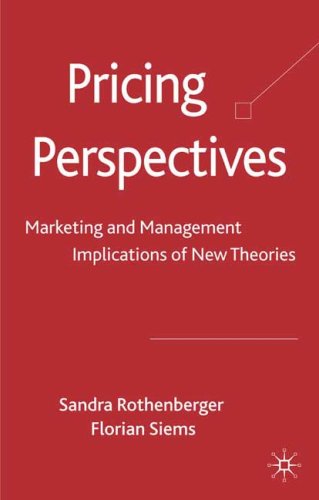 Pricing
Perspectives
Marketing and Management
Implications of New Theories
Sandra Rothenberger
Florian Siems